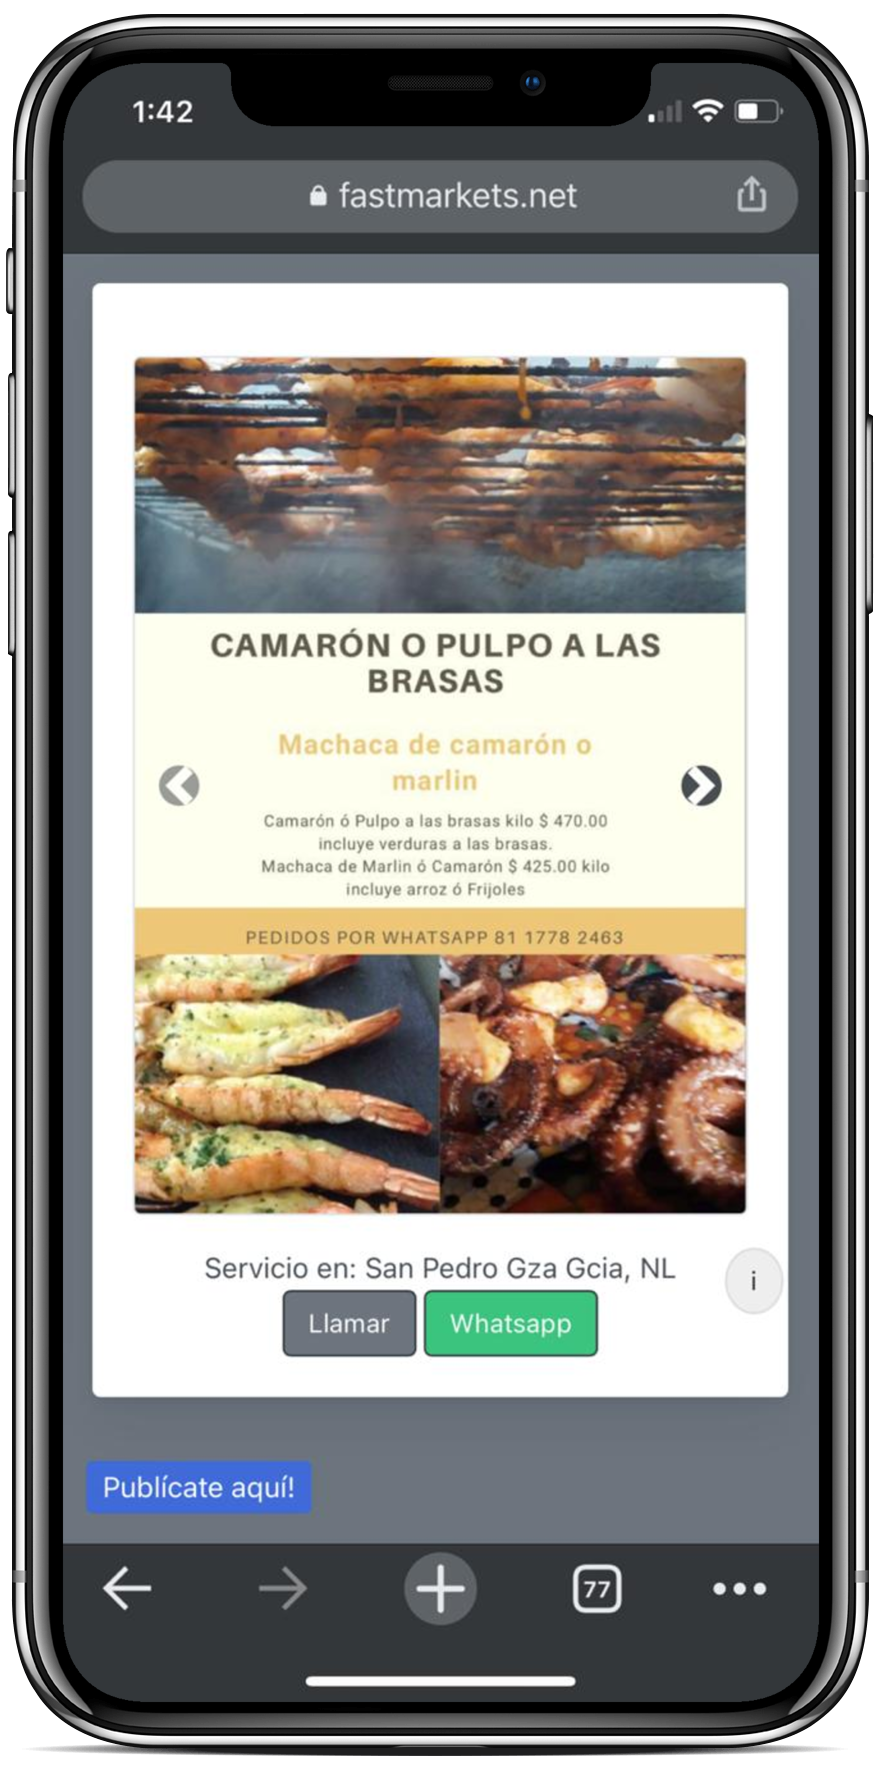 1:42
fastmarkets.net
CAMARÓN O PULPO A LAS
BRASAS
Machaca de camarón o
marlin
Camarón ó Pulpo a las brasas kilo $ 470.00
incluye verduras a las brasas.
Machaca de Marlin ó Camarón $ 425.00 kilo
incluye arroz ó Frijoles
PEDIDOS POR WHATSAPP 81 1778 2463
Servicio en: San Pedro Gza Gcia, NL
i
Llamar Whatsapp
Publícate aquí!
77